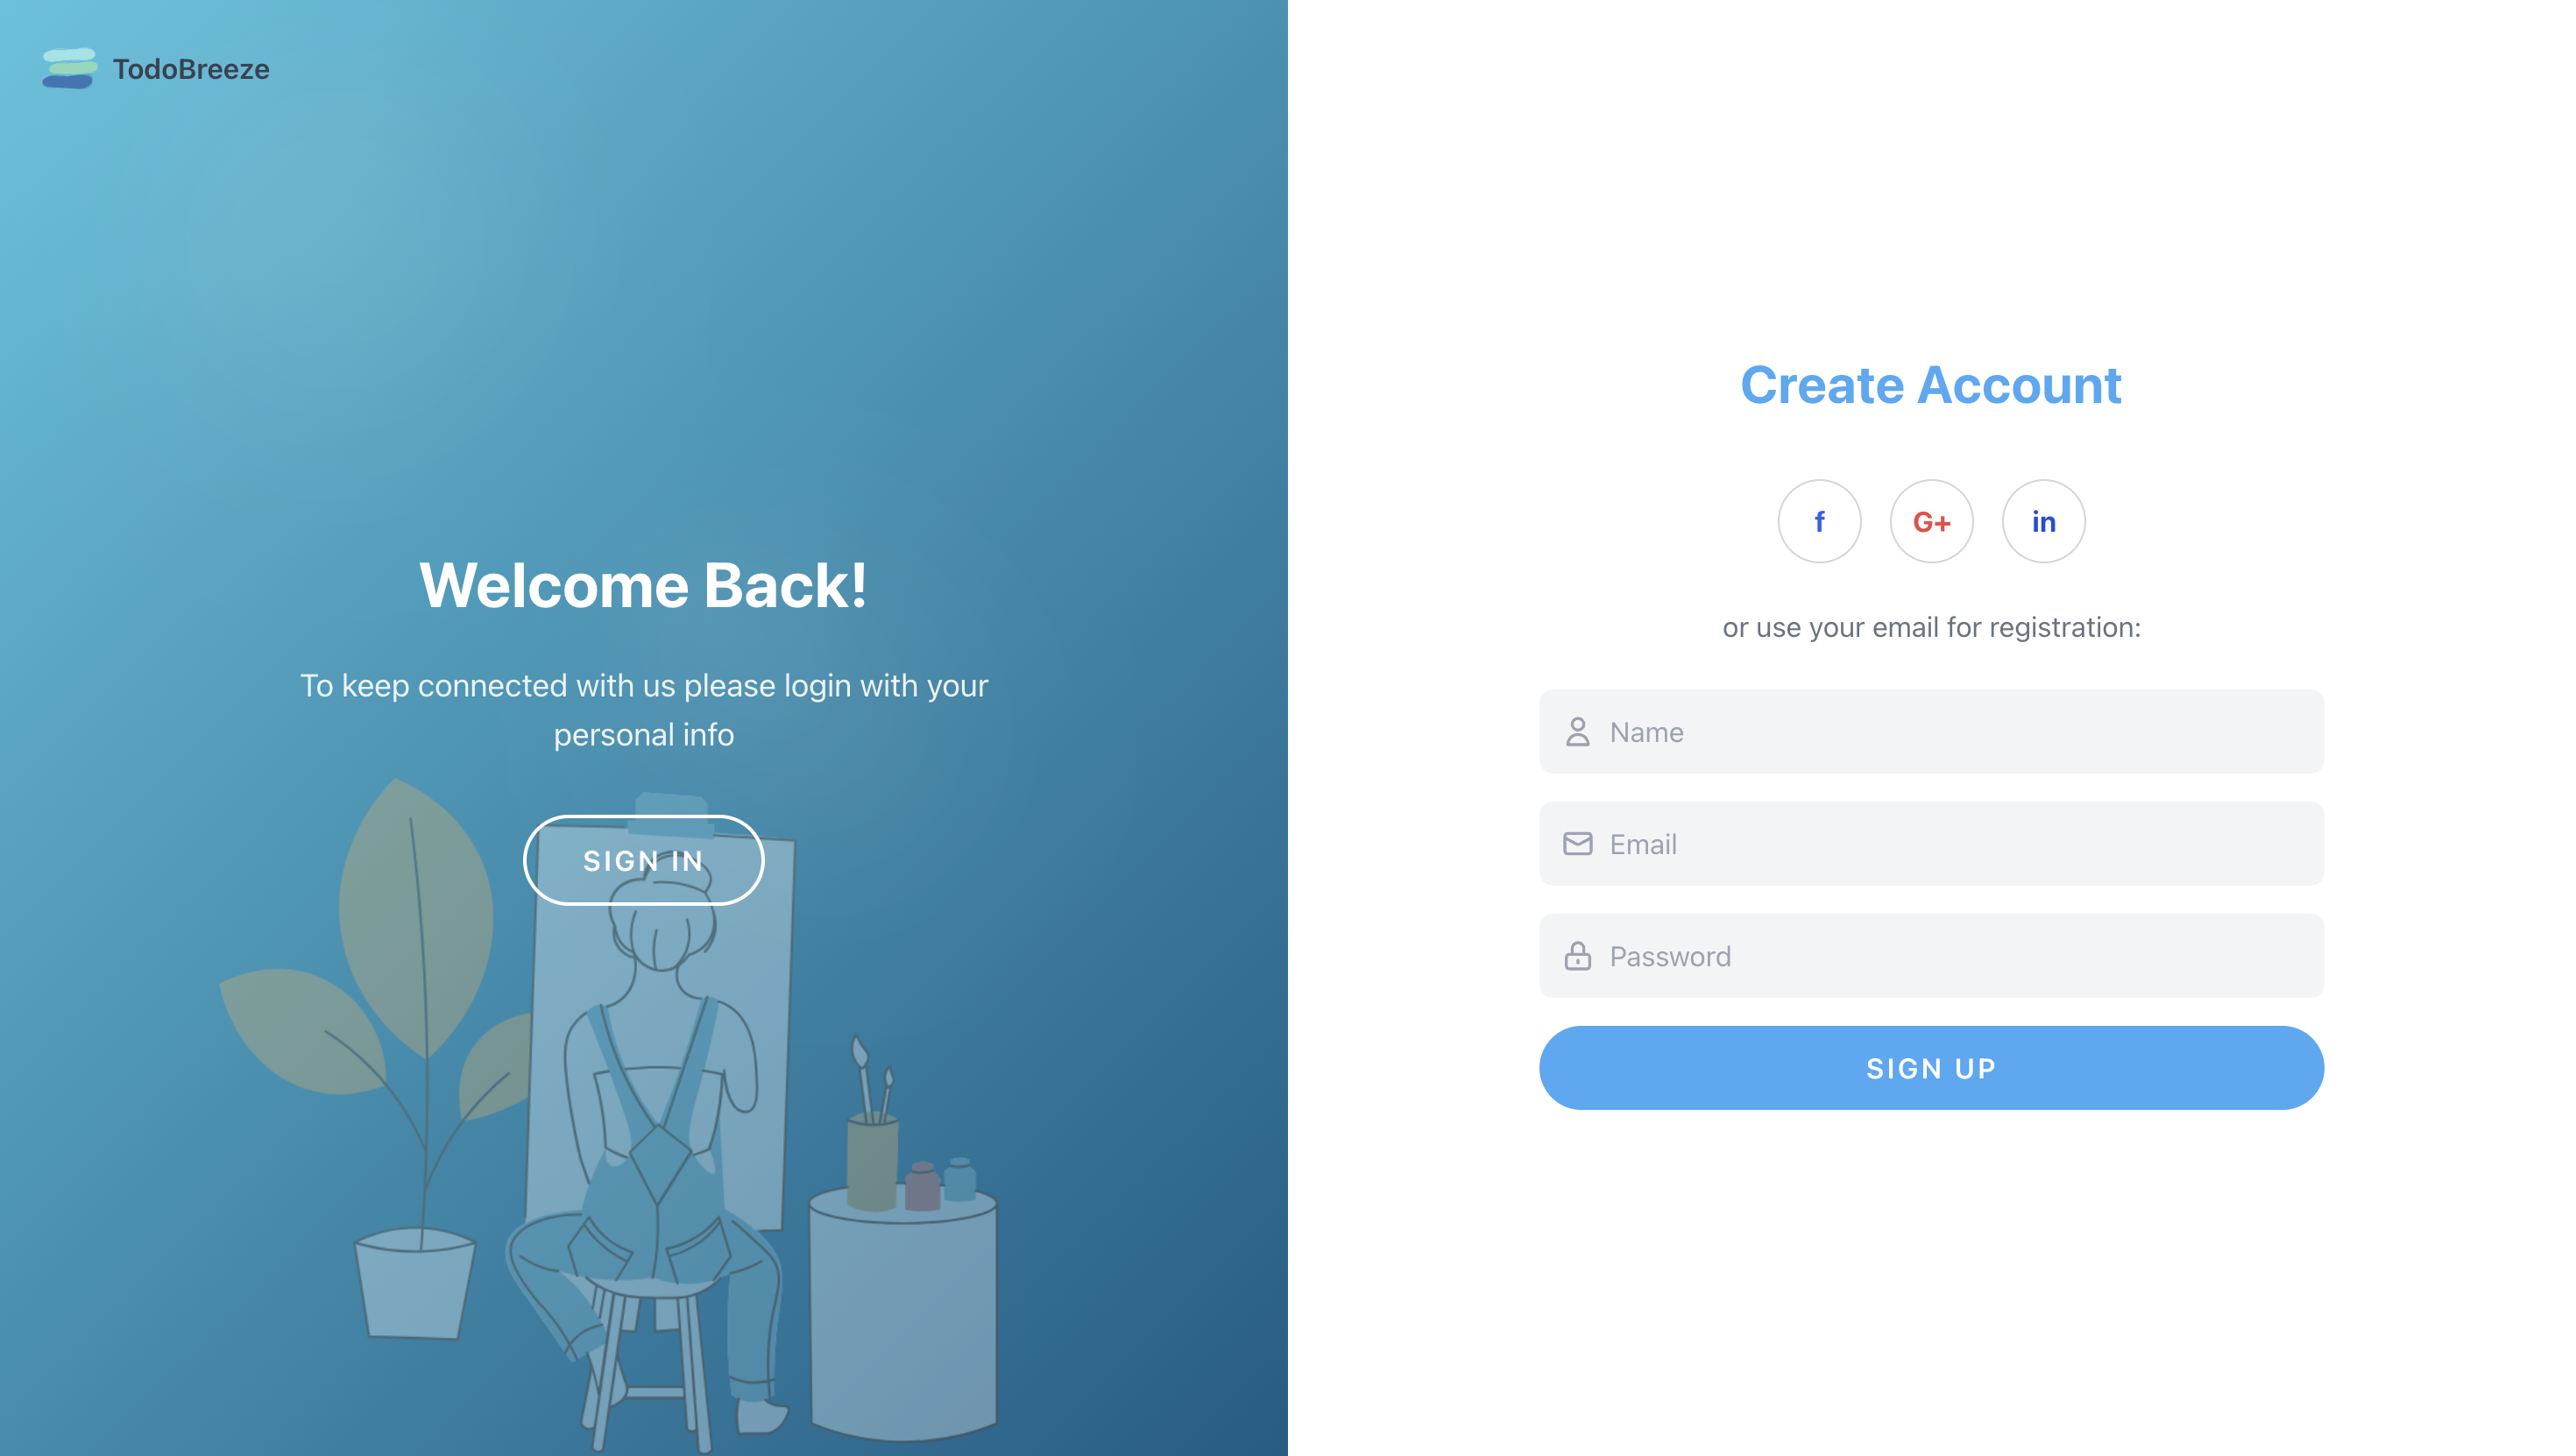 TodoBreeze
Welcome Back!
To keep connected with us please login with your
personal info
SIGN IN
Create Account
f
G+
in
or use your email for registration:
Name
Email
Password
SIGN UP